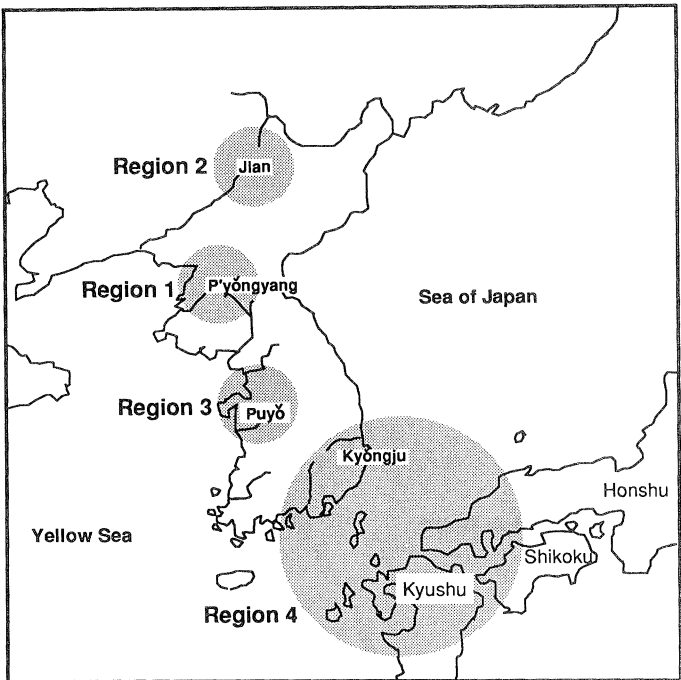 Region 2
Jian
Region 1
P'yŏngyang
Sea of Japan
Region 3
Puyŏ
Kyŏngju
Honshu
Yellow Sea
Shikoku
Kyushu
Region 4